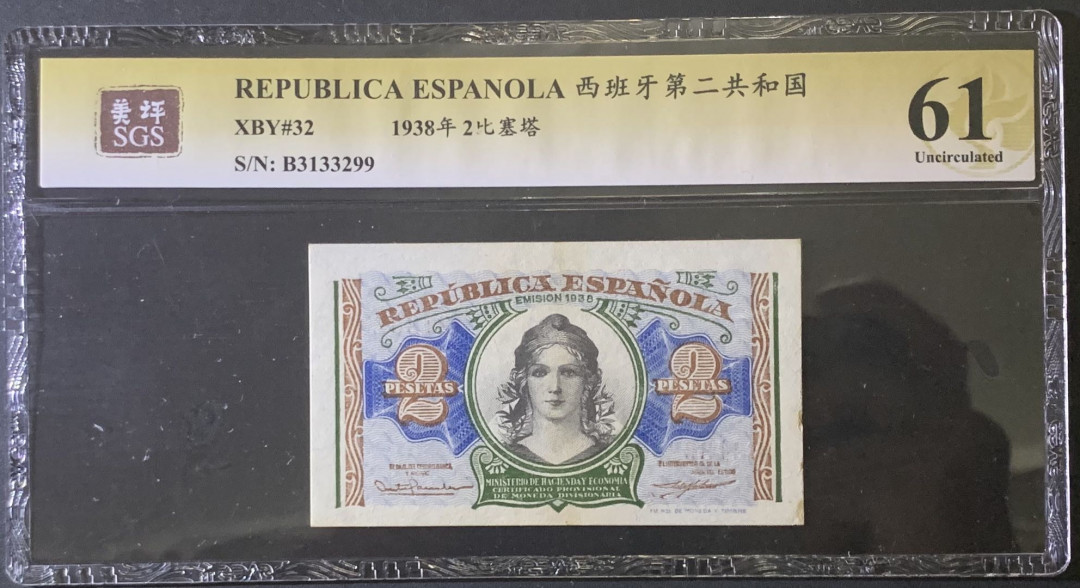 美评
SGS
REPUBLICA ESPANOLA 西班牙第二共和国
XBY#32 1938年 2比塞塔
S/N: B3133299
61
Uncirculated
REPÚBLICA ESPAÑOLA
EMISION 1938
2 2
PESETAS PESETAS
MINISTERIO DE HACIENDA Y ECONOMIA
CERTIFICADO PROVISIONAL
DE MONEDA DIVISIONARIA